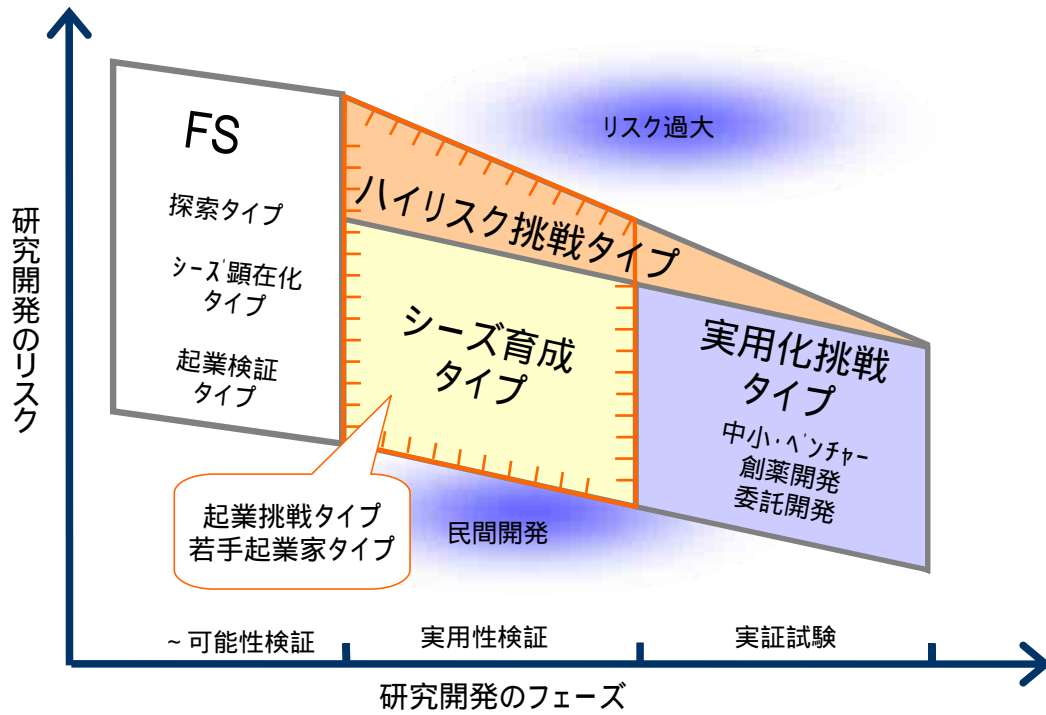 研究開発のリスク
FS
探索タイプ
シーズ顕在化
タイプ
起業検証
タイプ
リスク過大
ハイリスク挑戦タイプ
シーズ育成
タイプ
実用化挑戦
タイプ
中小・ベンチャー
創薬開発
委託開発
起業挑戦タイプ
若手起業家タイプ
民間開発
~可能性検証
実用性検証
実証試験
研究開発のフェーズ